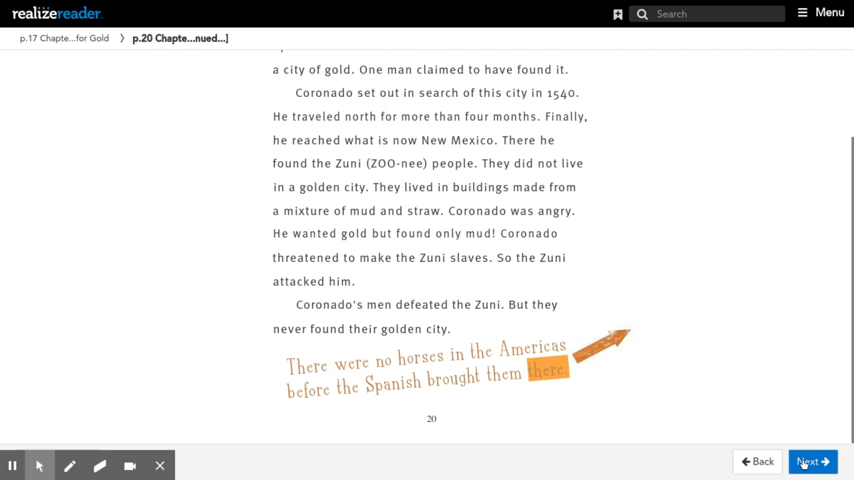 realizereader.
Search
Menu
p.17 Chapte...for Gold
p.20 Chapte...nued...]
a city of gold. One man claimed to have found it.
Coronado set out in search of this city in 1540.
He traveled north for more than four months. Finally,
he reached what is now New Mexico. There he
found the Zuni (ZOO-nee) people. They did not live
in a golden city. They lived in buildings made from
a mixture of mud and straw. Coronado was angry.
He wanted gold but found only mud! Coronado
threatened to make the Zuni slaves. So the Zuni
attacked him.
Coronado's men defeated the Zuni. But they
never found their golden city.
There were no horses in the Americas
before the Spanish brought them there.
20
Back
Next